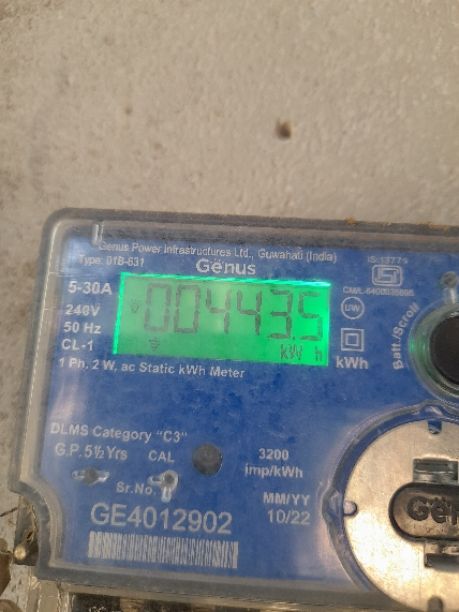 Genus Power Infrastructures Ltd., Guwahati (India)
Type: 01B-631
Genus
IS:13779
5-30A
240V
50 Hz
CL-1
004435
kW h
UW
kWh
Batt./Scroll
1 Ph. 2 W, ac Static kWh Meter
DLMS Category "C3"
G.P. 5½ Yrs
CAL
3200
imp/kWh
Sr.No.
GE4012902
MM/YY
10/22